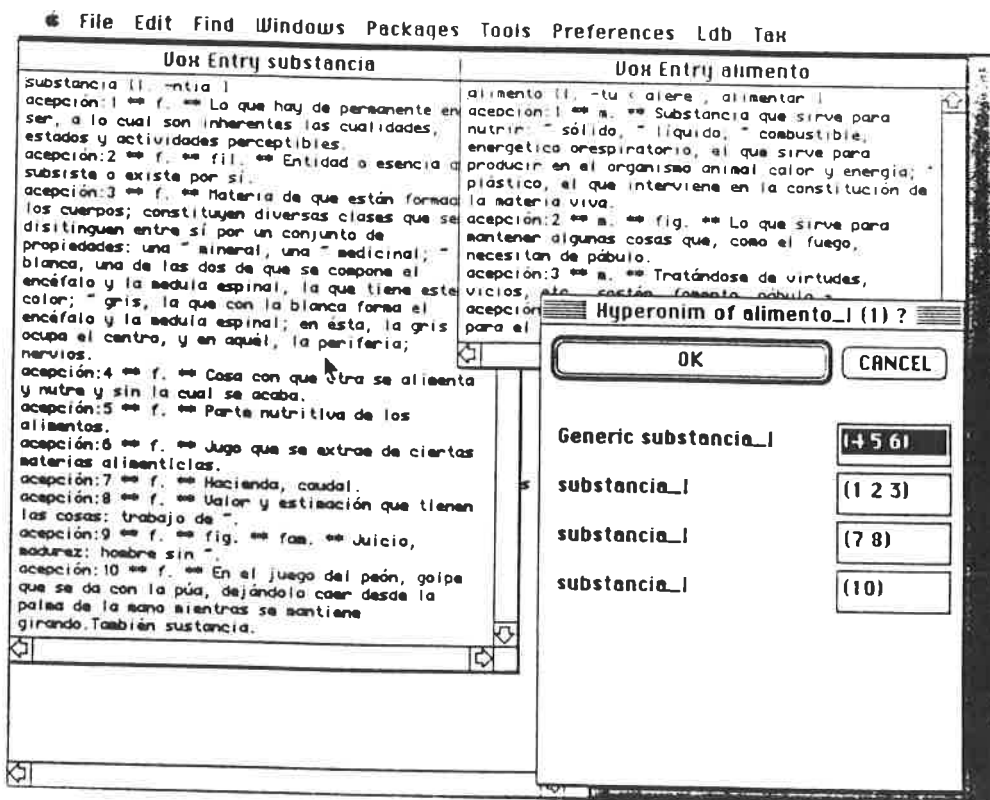 File Edit Find Windows Packages Tools Preferences Ldb Tax
Vox Entry substancia
substancia (l. -ntia )
acepción:1 ** f. ** Lo que hay de permanente en
ser, a lo cual son inherentes las cualidades,
estados y actividades perceptibles.
acepción:2 ** f. ** fil. ** Entidad o esencia q
subsiste o existe por sí.
acepción:3 ** f. ** Materia de que están formad
los cuerpos; constituyen diversas clases que se
disitinguen entre sí por un conjunto de
propiedades: una ~ mineral, una ~ medicinal; ~
blanca, una de las dos de que se compone el
encéfalo y la medula espinal, la que tiene este
color; ~ gris, la que con la blanca forma el
encéfalo y la medula espinal; en ésta, la gris
ocupa el centro, y en aquél, la periferia;
nervios.
acepción:4 ** f. ** Cosa con que otra se alimenta
y nutre y sin la cual se acaba.
acepción:5 ** f. ** Parte nutritiva de los
alimentos.
acepción:6 ** f. ** Jugo que se extrae de ciertas
materias alimenticias.
acepción:7 ** f. ** Hacienda, caudal.
acepción:8 ** f. ** Valor y estimación que tienen
las cosas: trabajo de ~.
acepción:9 ** f. ** fig. ** fam. ** Juicio,
madurez: hombre sin ~.
acepción:10 ** f. ** En el juego del peón, golpe
que se da con la púa, dejándola caer desde la
palma de la mano mientras se mantiene
girando.También sustancia.
Vox Entry alimento
alimento (l. -tu < alere , alimentar )
acepción:1 ** m. ** Substancia que sirve para
nutrir: ~ sólido, ~ líquido, ~ combustible,
energetico orespiratorio, el que sirve para
producir en el organismo animal calor y energía; ~
plástico, el que interviene en la constitución de
la materia viva.
acepción:2 ** m. ** fig. ** Lo que sirve para
mantener algunas cosas que, como el fuego,
necesitan de pábulo.
acepción:3 ** m. ** Tratándose de virtudes,
vicios, etc., sostén, fomento, pábulo ~
acepción
para el
Hyperonim of alimento_I (1) ?
OK CANCEL
Generic substancia_I (4 5 6)
substancia_I (1 2 3)
substancia_I (7 8)
substancia_I (10)